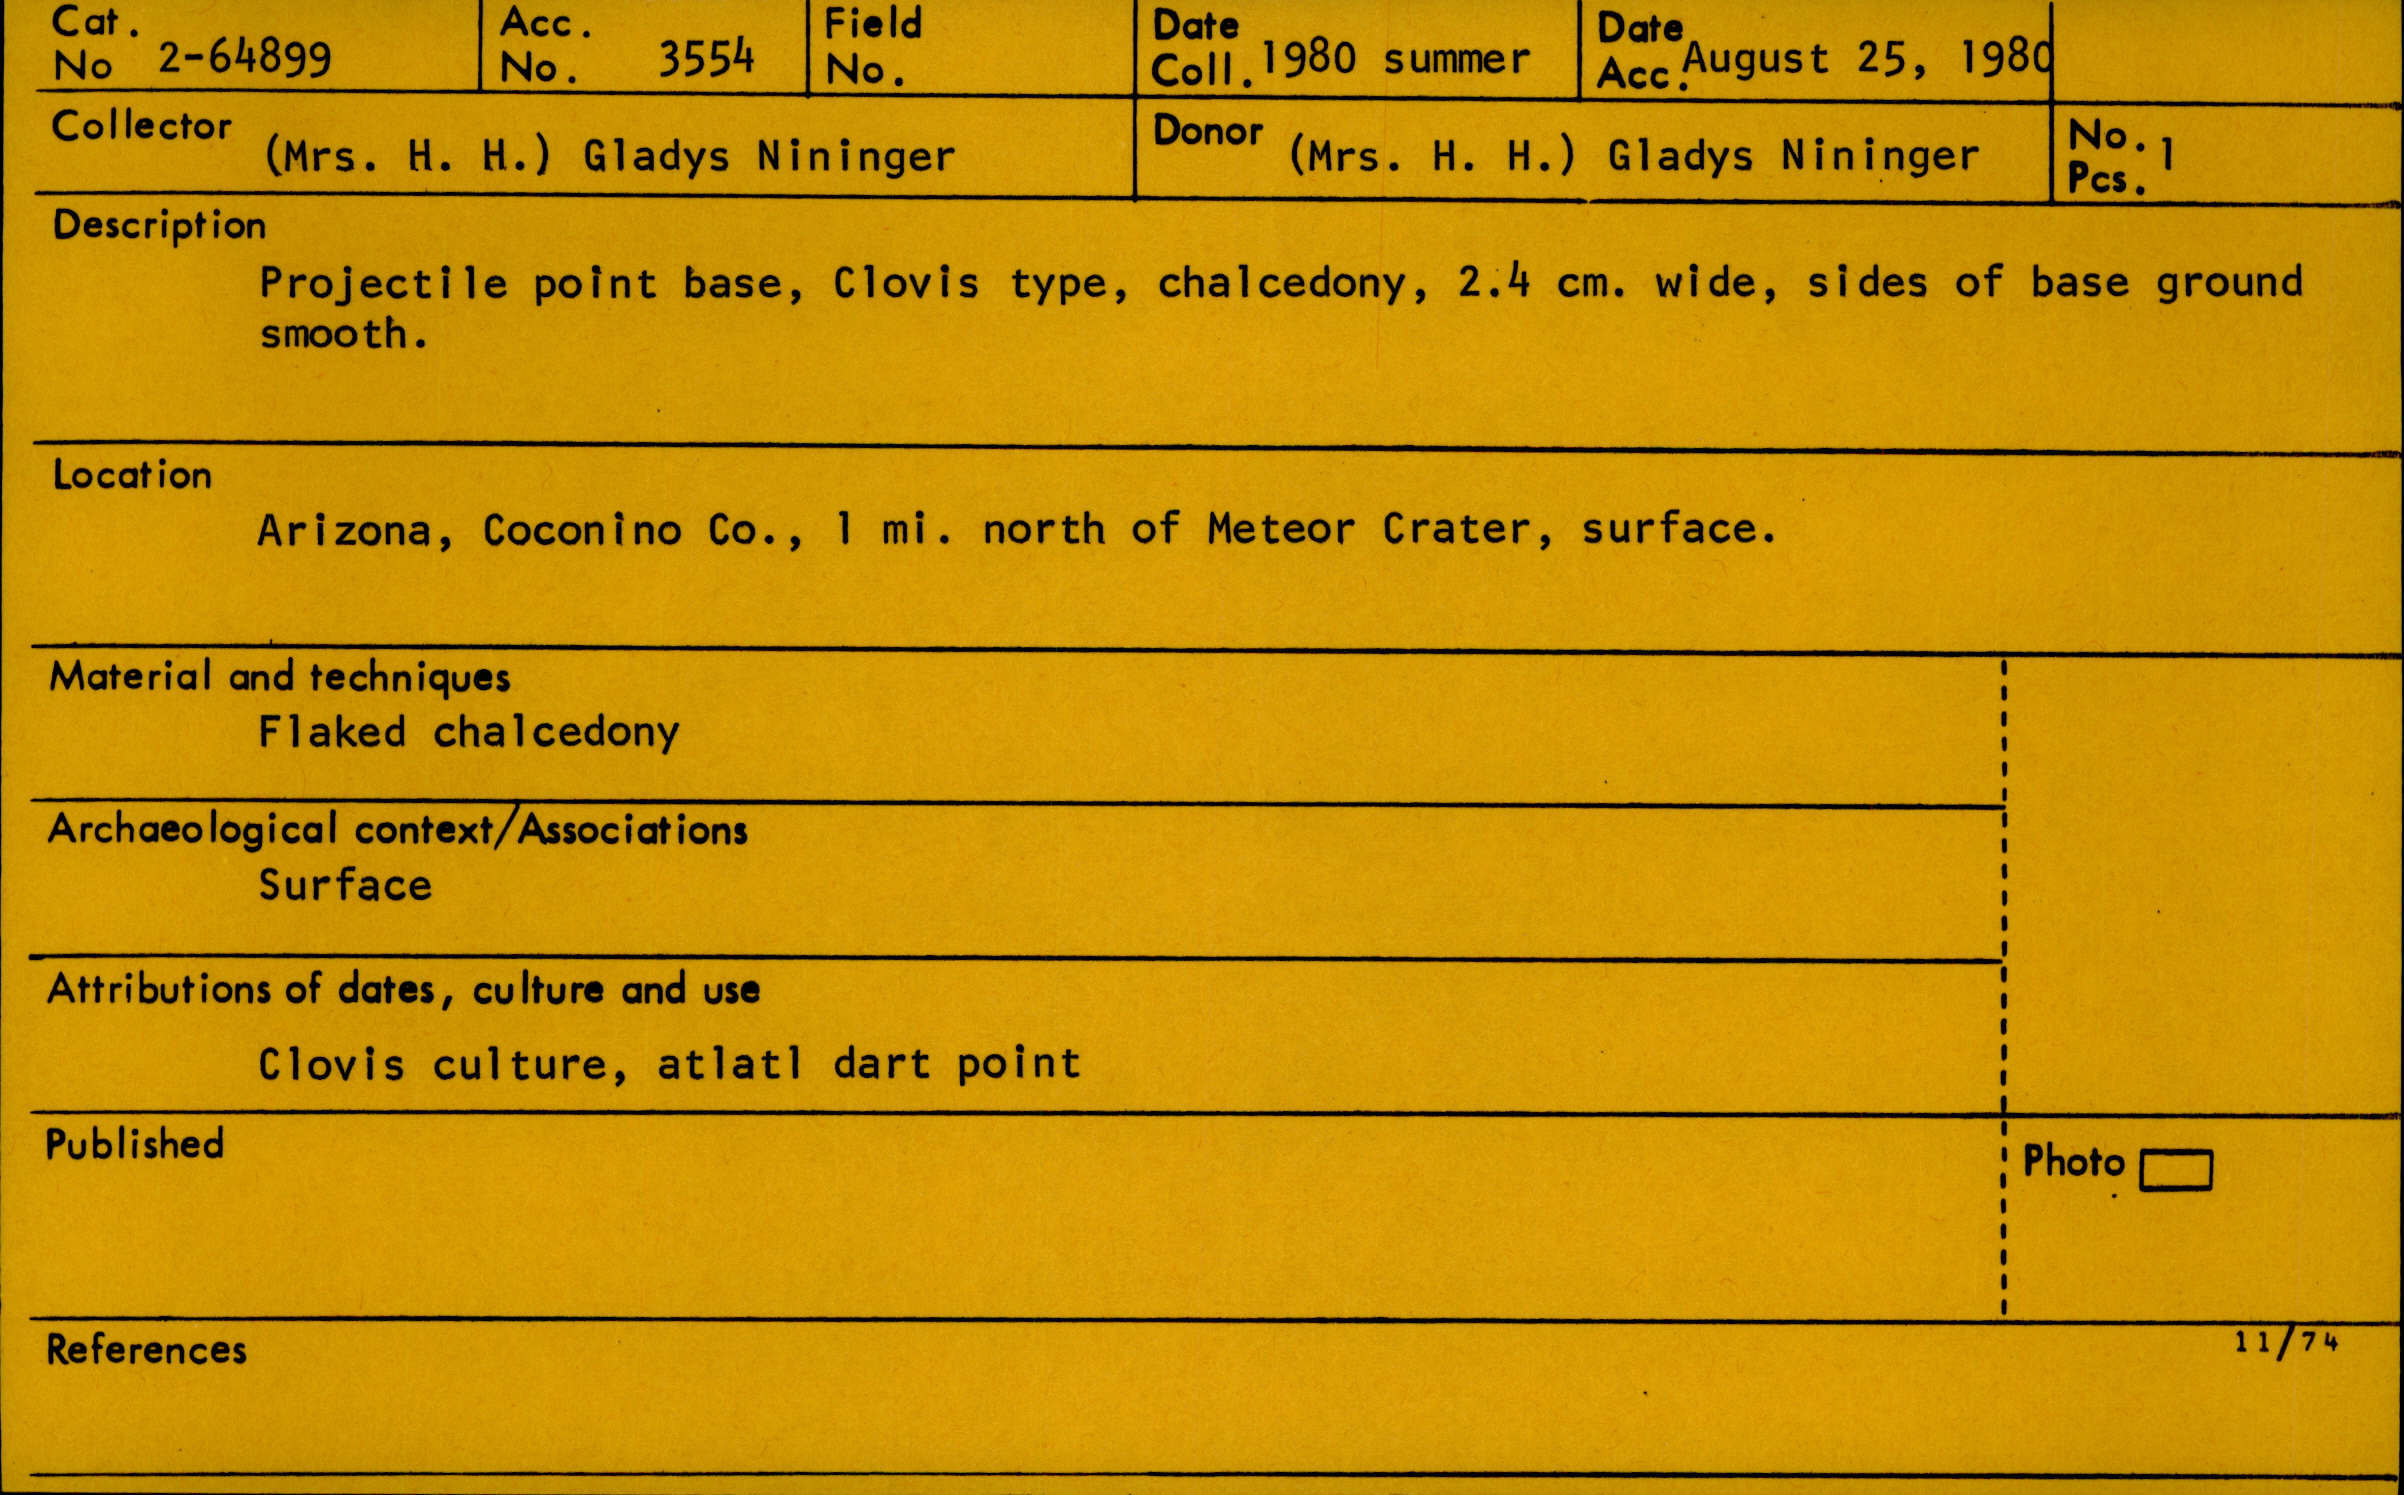 Cat. No 2-64899
Acc. No. 3554
Field No.
Date Coll. 1980 summer
Date Acc. August 25, 1980
Collector (Mrs. H. H.) Gladys Nininger
Donor (Mrs. H. H.) Gladys Nininger
No. Pcs. 1
Description
Projectile point base, Clovis type, chalcedony, 2.4 cm. wide, sides of base ground
smooth.
Location
Arizona, Coconino Co., 1 mi. north of Meteor Crater, surface.
Material and techniques
Flaked chalcedony
Archaeological context/Associations
Surface
Attributions of dates, culture and use
Clovis culture, atlatl dart point
Published
Photo
References
11/74